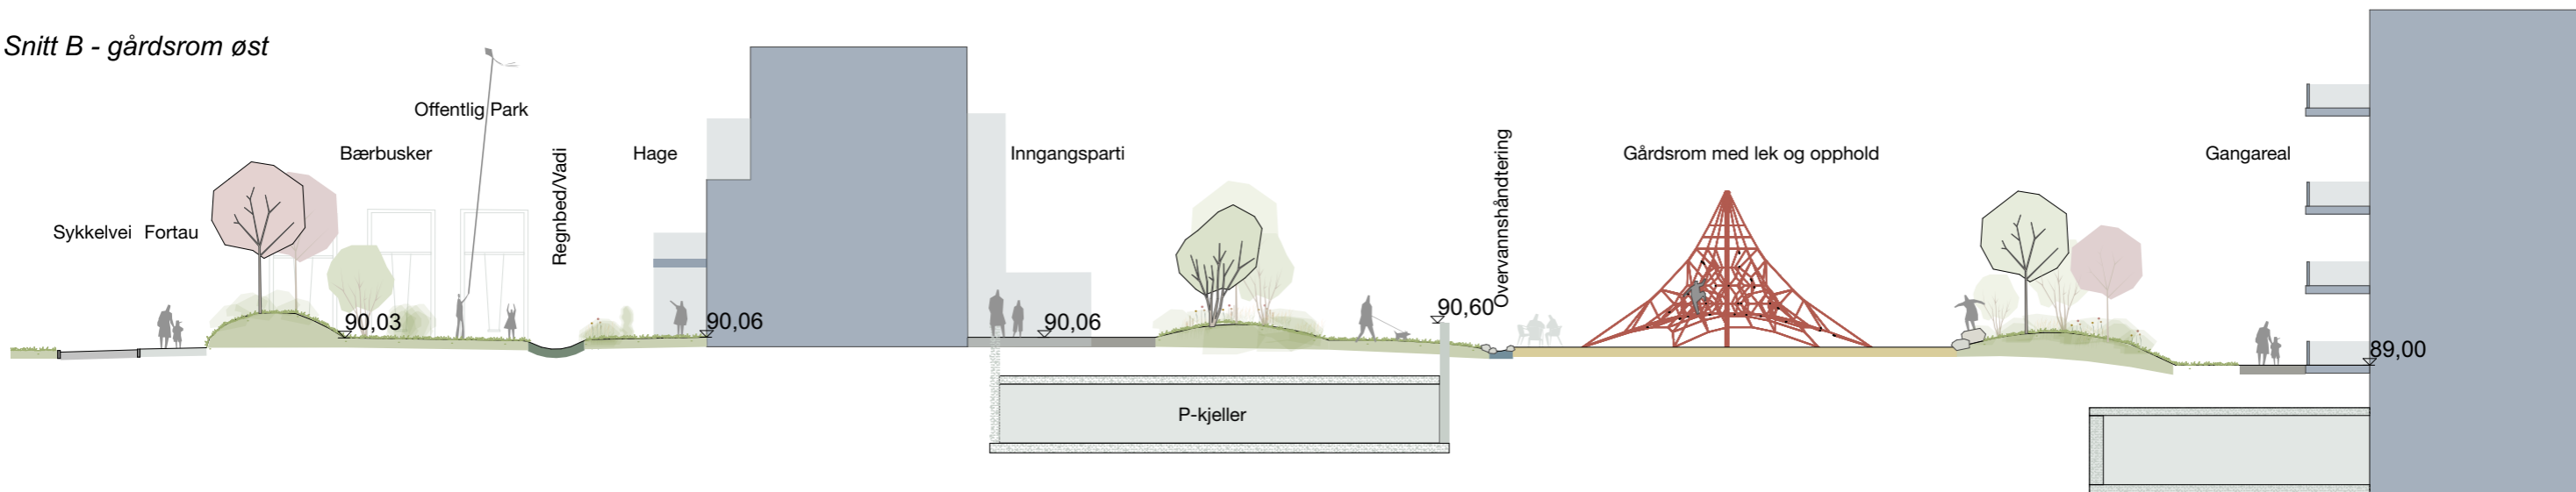 Snitt B - gårdsrom øst
Offentlig Park
Bærbusker
Regnbed/Vadi
Hage
Inngangsparti
Overvannshåndtering
Gårdsrom med lek og opphold
Gangareal
Sykkelvei Fortau
90,03
90,06
90,06
90,60
89,00
P-kjeller